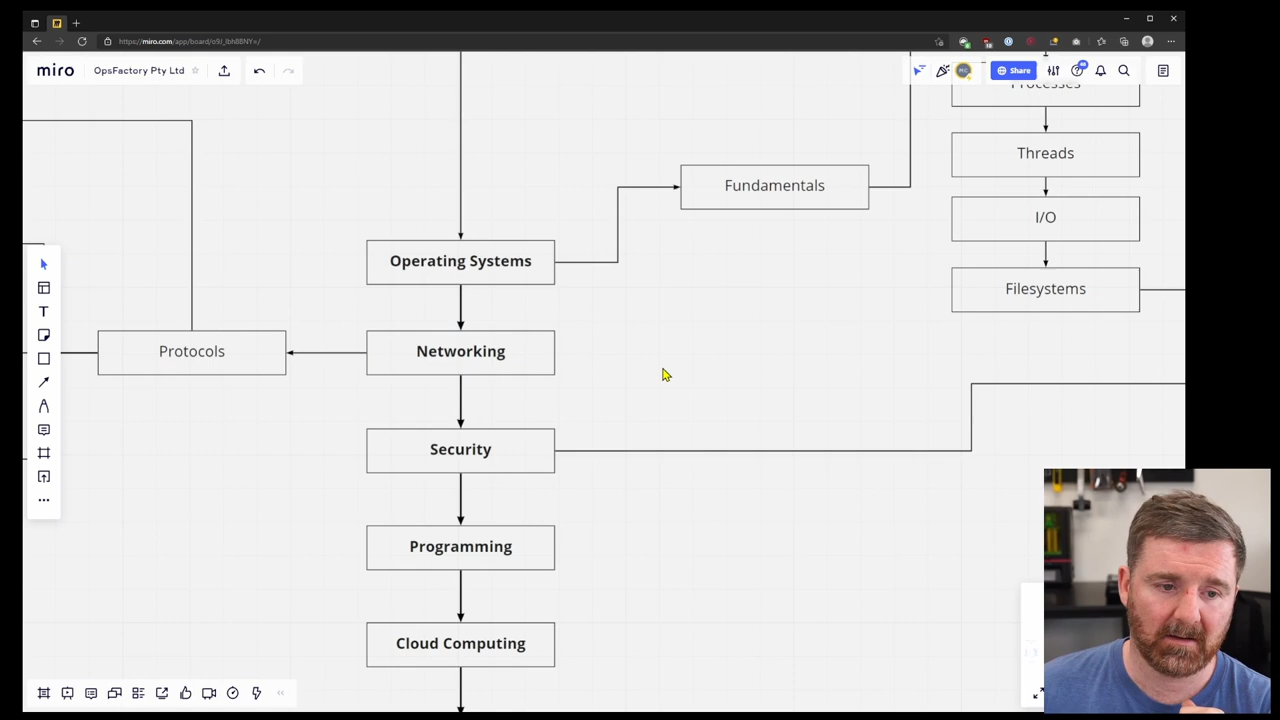 https://miro.com/app/board/o9J_lbh8BNY=/
miro
OpsFactory Pty Ltd
Share
Processes
Threads
Fundamentals
I/O
Operating Systems
Filesystems
Protocols
Networking
Security
Programming
Cloud Computing